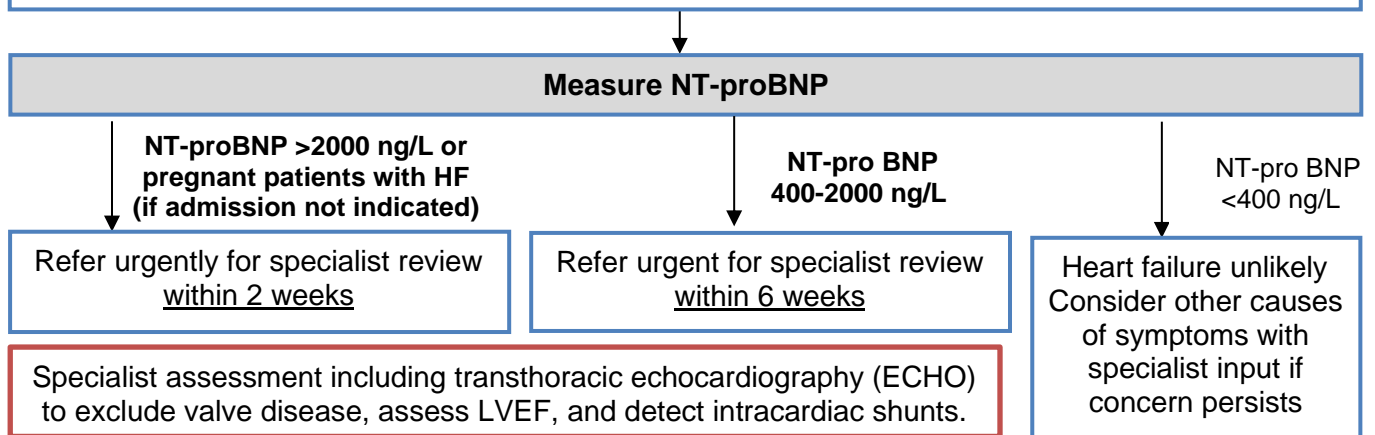 Measure NT-proBNP
NT-proBNP >2000 ng/L or
pregnant patients with HF
(if admission not indicated)
NT-pro BNP
400-2000 ng/L
NT-pro BNP
<400 ng/L
Refer urgently for specialist review
within 2 weeks
Refer urgent for specialist review
within 6 weeks
Heart failure unlikely
Consider other causes
of symptoms with
specialist input if
concern persists
Specialist assessment including transthoracic echocardiography (ECHO)
to exclude valve disease, assess LVEF, and detect intracardiac shunts.